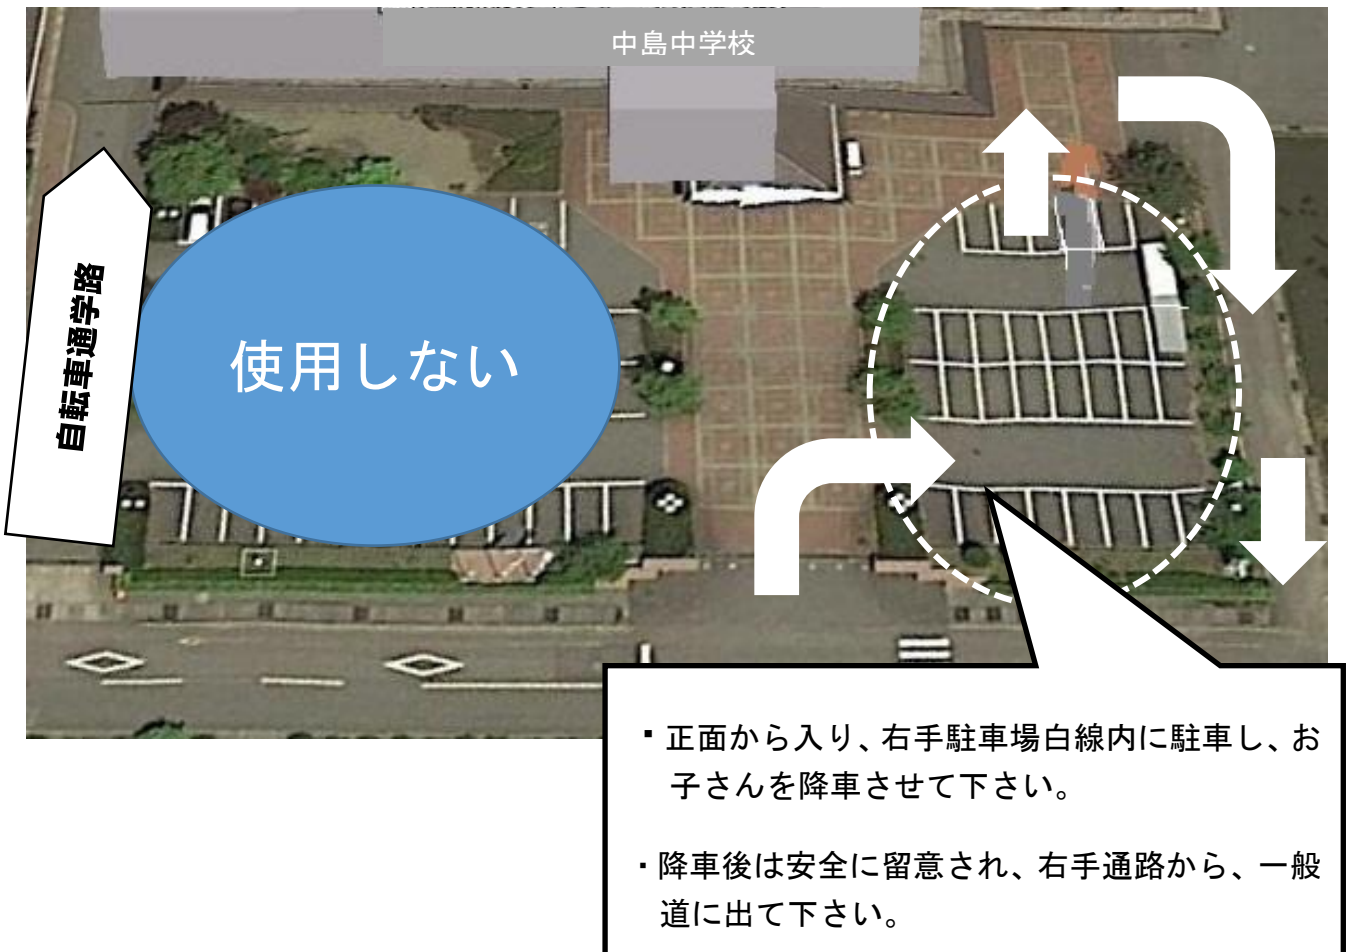 中島中学校
自転車通学路
使用しない
・正面から入り、右手駐車場白線内に駐車し、お
子さんを降車させて下さい。
・降車後は安全に留意され、右手通路から、一般
道に出て下さい。